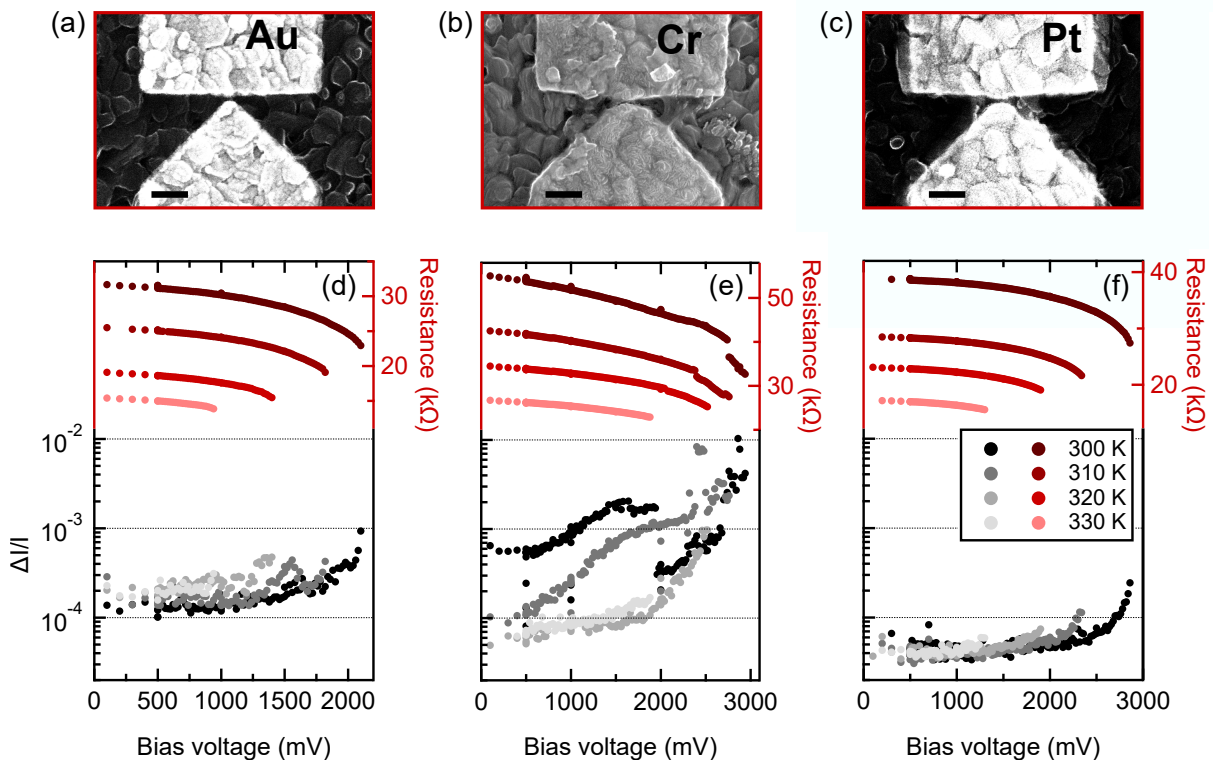 (a) Au
(b) Cr
(c) Pt
(d)
30
15
Resistance (kΩ)
(e)
50
30
Resistance (kΩ)
(f)
40
20
Resistance (kΩ)
10⁻²
10⁻³
10⁻⁴
ΔI/I
300 K
310 K
320 K
330 K
0 500 1000 1500 2000
Bias voltage (mV)
0 1000 2000 3000
Bias voltage (mV)
0 1000 2000 3000
Bias voltage (mV)